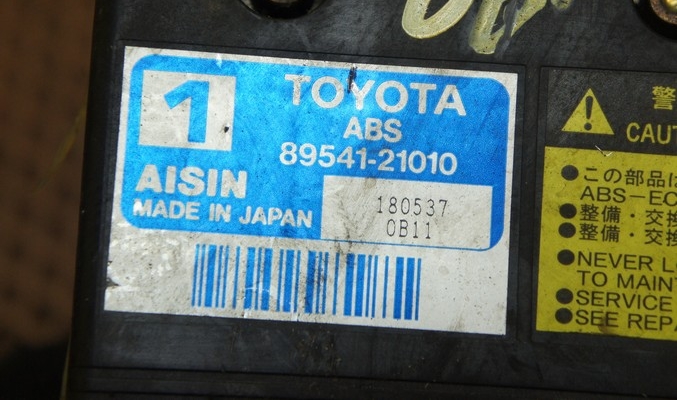 1
TOYOTA
ABS
89541-21010
AISIN
MADE IN JAPAN
180537
0B11
警
CAUT
●この部品は
ABS-EC
●整備・交換
●整備・交換
●NEVER L
TO MAINT
●SERVICE
●SEE REPA